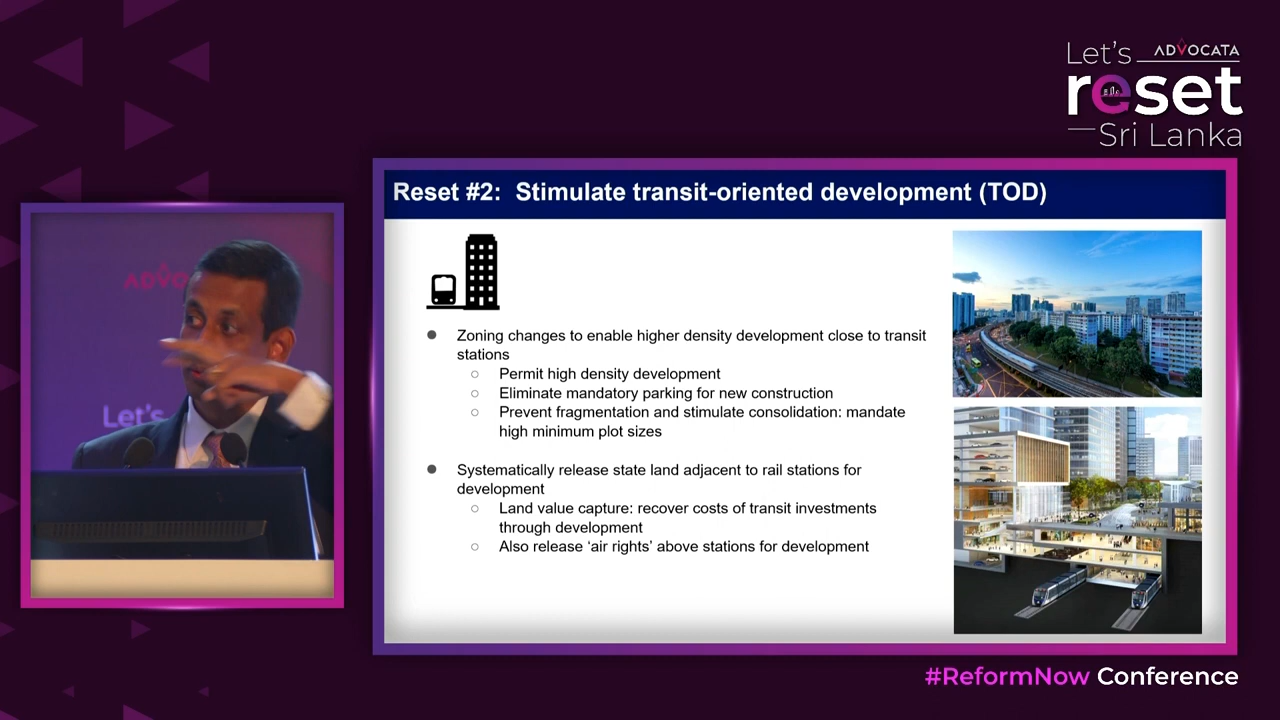 Let's
ADVOCATA
reset
Sri Lanka
Reset #2: Stimulate transit-oriented development (TOD)
● Zoning changes to enable higher density development close to transit
stations
○ Permit high density development
○ Eliminate mandatory parking for new construction
○ Prevent fragmentation and stimulate consolidation: mandate
high minimum plot sizes
● Systematically release state land adjacent to rail stations for
development
○ Land value capture: recover costs of transit investments
through development
○ Also release ‘air rights’ above stations for development
ADVO
Let's
#ReformNow Conference